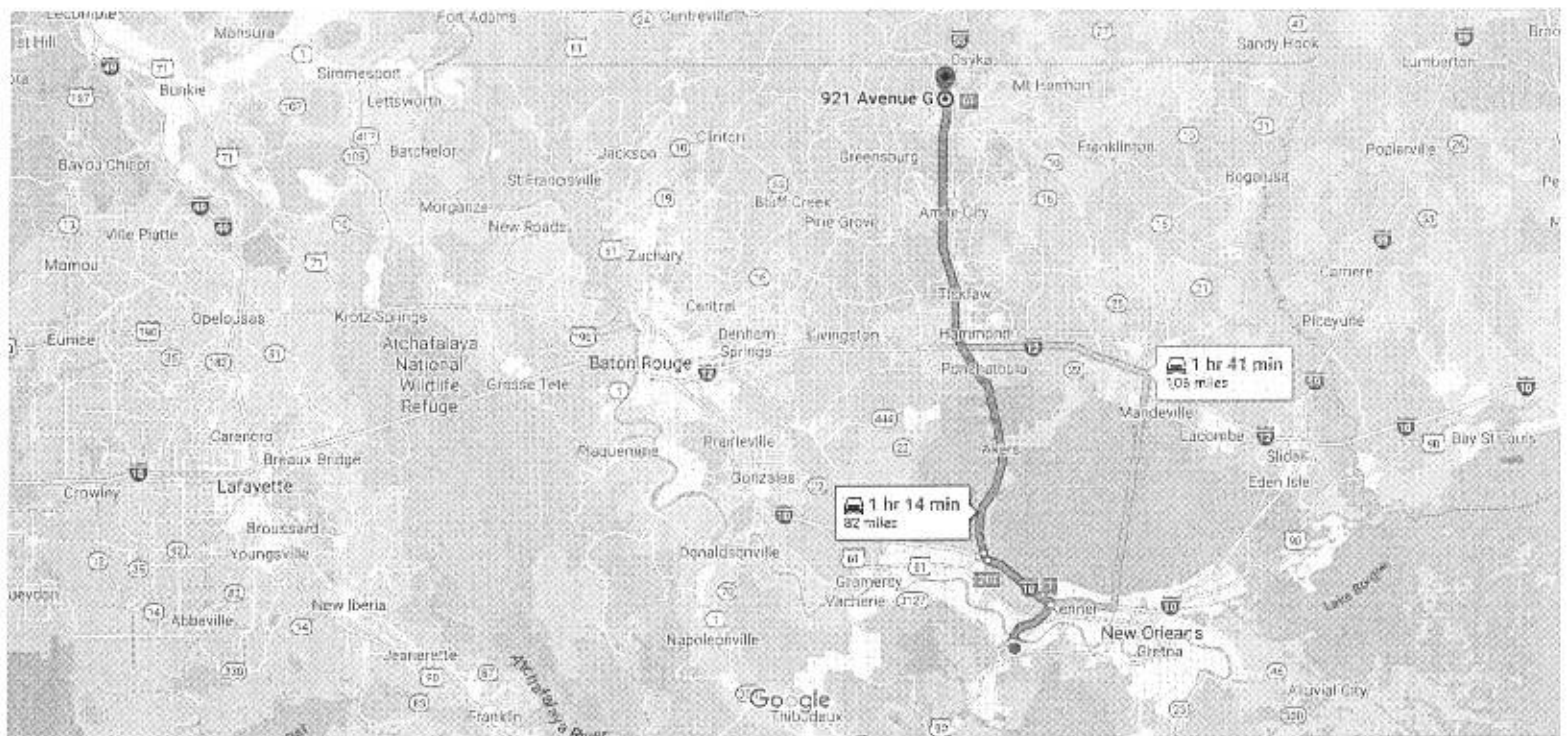 Mansura
Fort Adams
Centreville
Sandy Hook
Lumberton
Osyka
Simmesport
Bunkie
Lettsworth
921 Avenue G
Mt Hermon
Jackson
Clinton
Batchelor
Greensburg
Franklinton
Poplarville
Bayou Chicot
St Francisville
Bogalusa
Morganza
New Roads
Bluff Creek
Pine Grove
Amite City
Ville Platte
Zachary
Mamou
Carriere
Central
Tickfaw
Opelousas
Krotz Springs
Picayune
Eunice
Denham
Springs
Livingston
Hammond
Atchafalaya
National
Wildlife
Refuge
Baton Rouge
Ponchatoula
1 hr 41 min
Grosse Tete
Mandeville
Carencro
Prairieville
Akers
Lacombe
Bay St Louis
Breaux Bridge
Plaquemine
Slidell
Crowley
Lafayette
Gonzales
Eden Isle
1 hr 14 min
82 miles
Broussard
Youngsville
Donaldsonville
Gramercy
Vacherie
Kenner
Lake Borgne
New Iberia
Abbeville
Napoleonville
New Orleans
Gretna
Jeanerette
Atchafalaya River
Google
Thibodaux
Alluvial City
Franklin